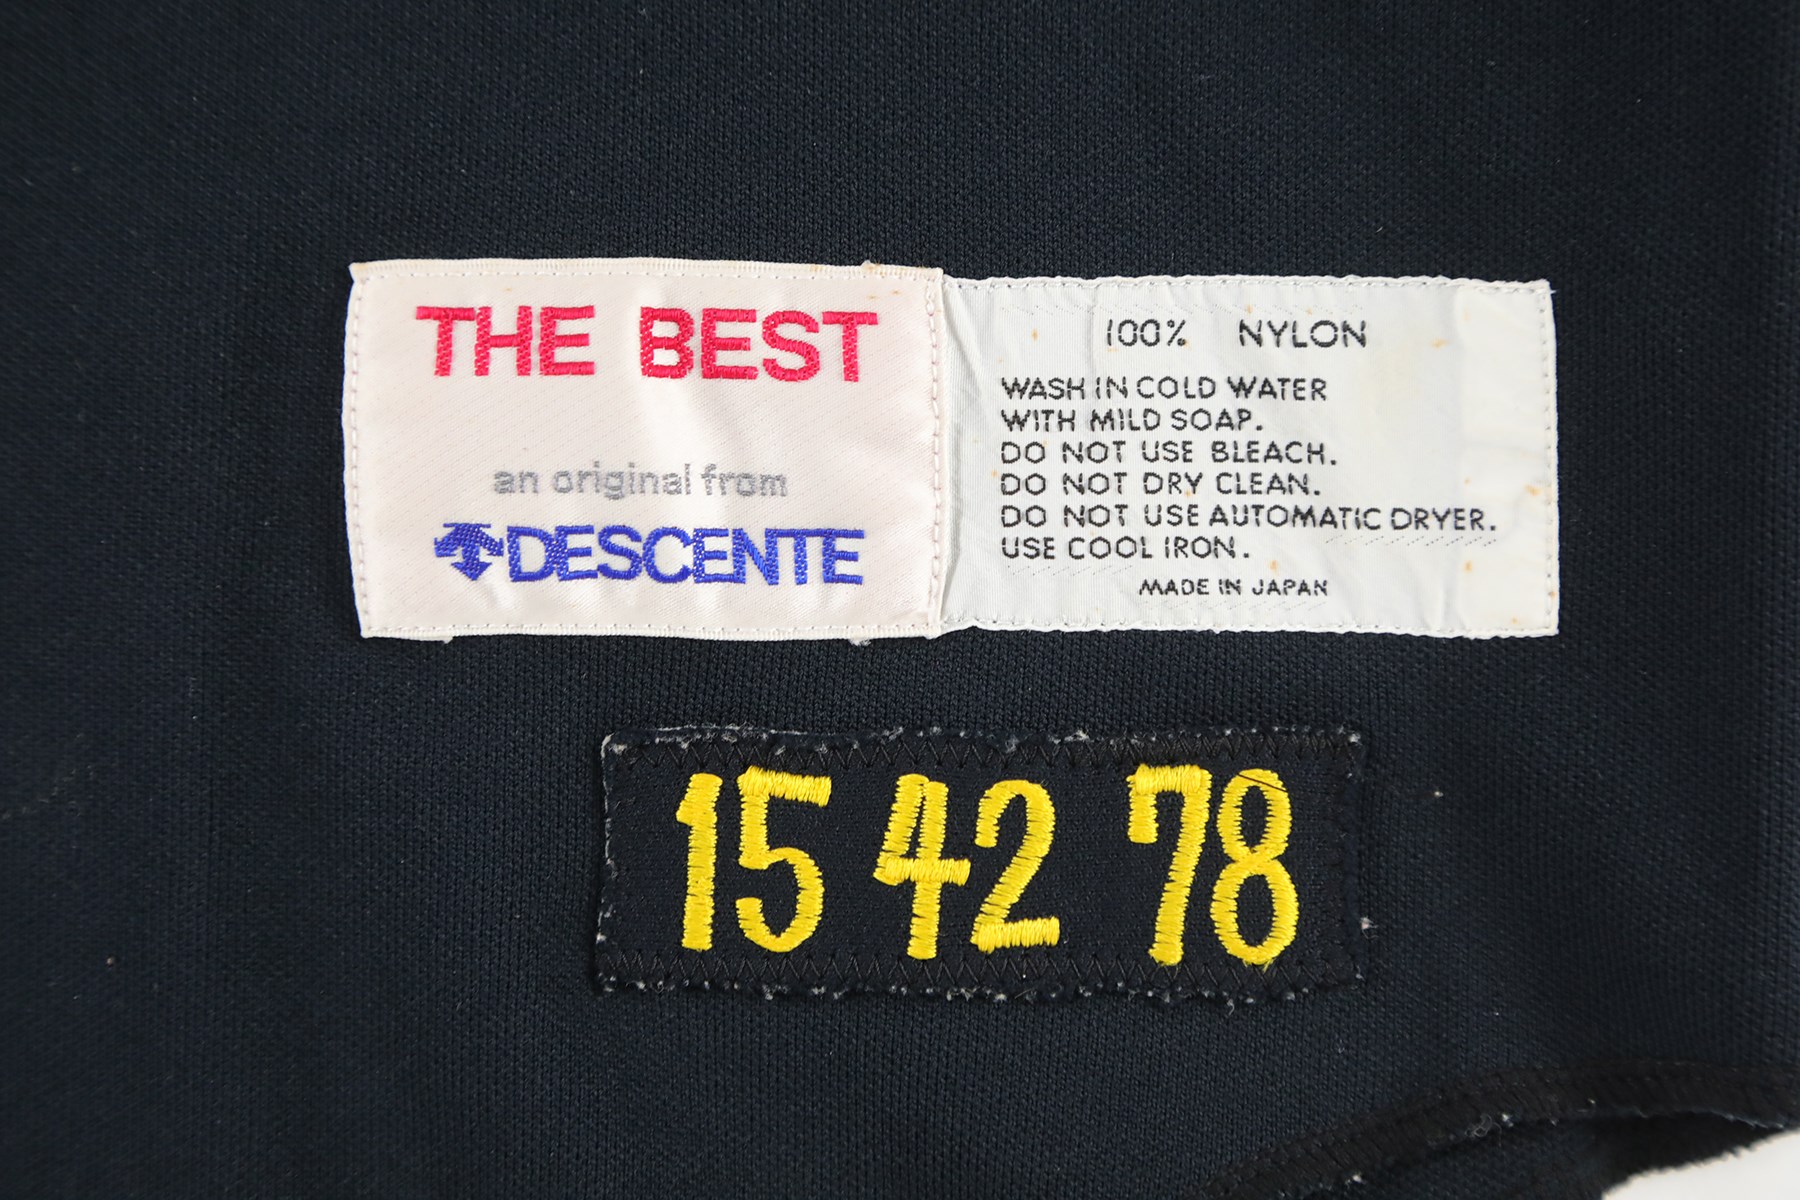 THE BEST
an original from
DESCENTE
100% NYLON
WASH IN COLD WATER
WITH MILD SOAP.
DO NOT USE BLEACH.
DO NOT DRY CLEAN.
DO NOT USE AUTOMATIC DRYER.
USE COOL IRON.
MADE IN JAPAN
15 42 78